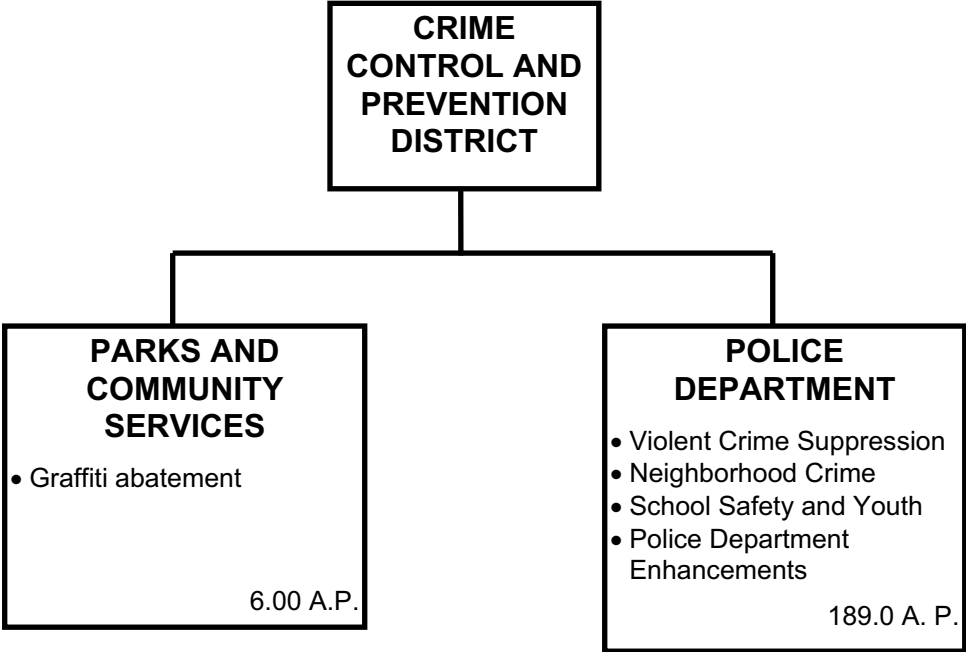 CRIME
CONTROL AND
PREVENTION
DISTRICT
PARKS AND
COMMUNITY
SERVICES
• Graffiti abatement
6.00 A.P.
POLICE
DEPARTMENT
• Violent Crime Suppression
• Neighborhood Crime
• School Safety and Youth
• Police Department
Enhancements
189.0 A. P.